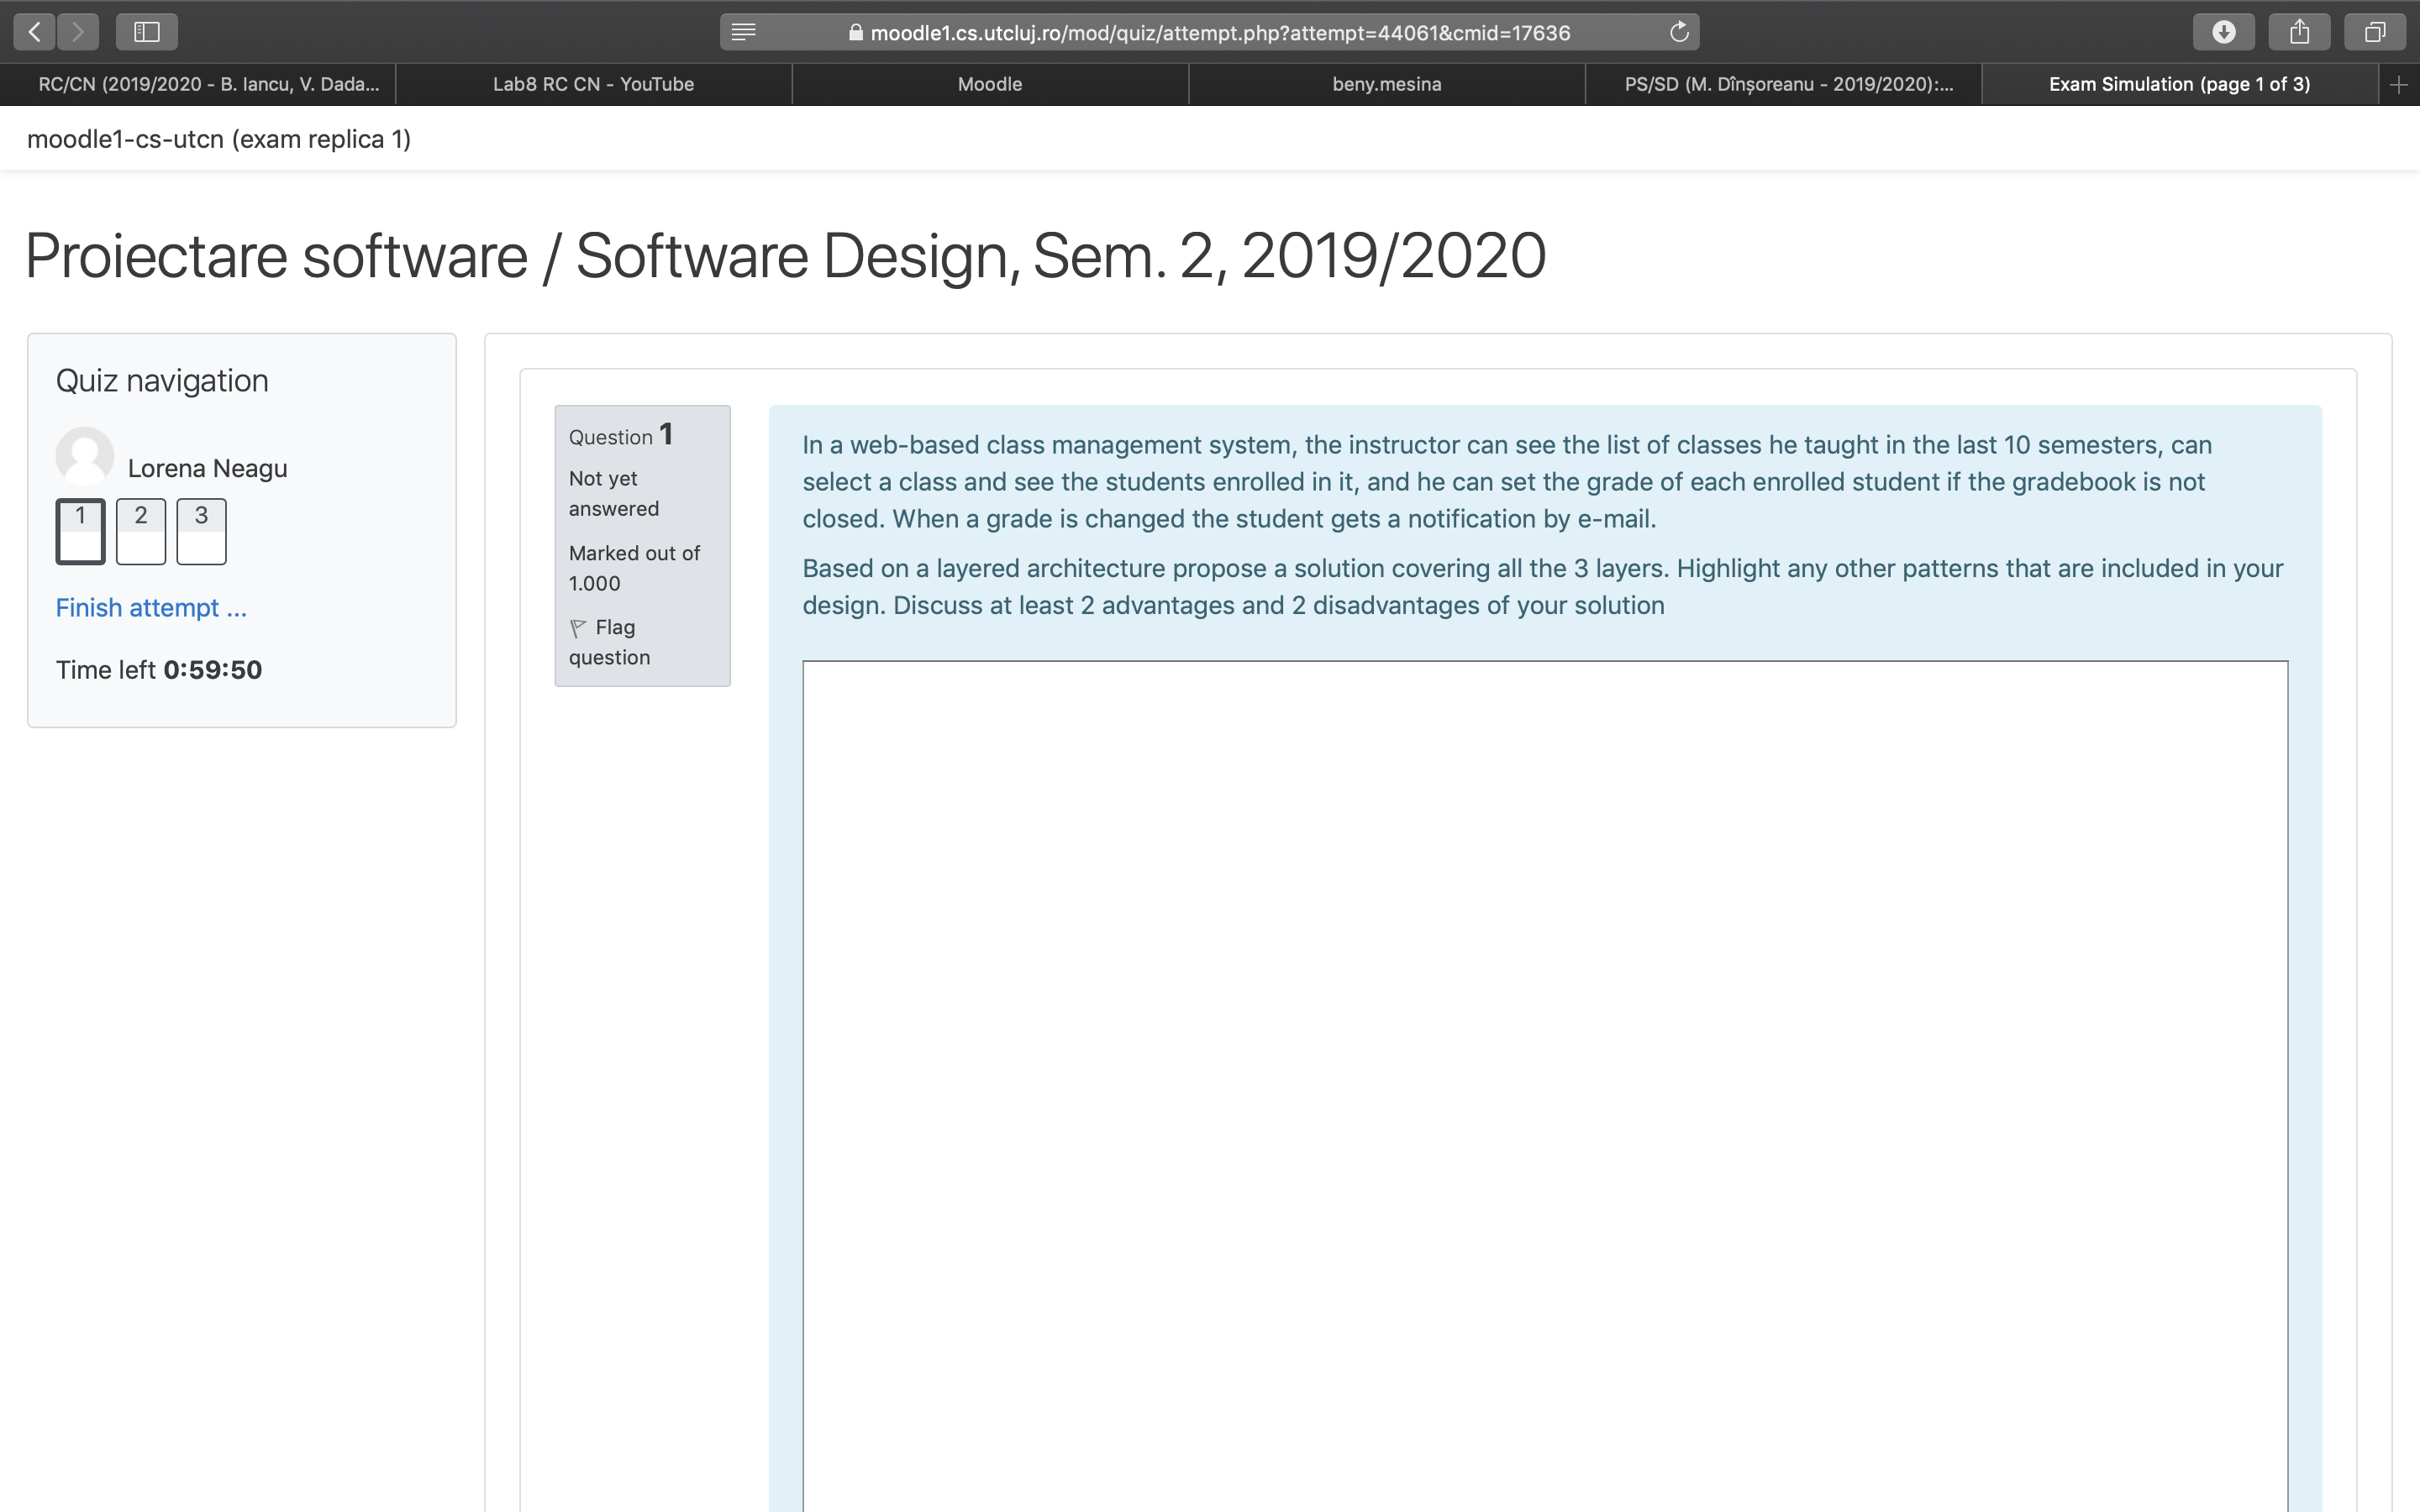 moodle1.cs.utcluj.ro/mod/quiz/attempt.php?attempt=44061&cmid=17636
RC/CN (2019/2020 - B. Iancu, V. Dada...
Lab8 RC CN - YouTube
Moodle
beny.mesina
PS/SD (M. Dînșoreanu - 2019/2020):...
Exam Simulation (page 1 of 3)
moodle1-cs-utcn (exam replica 1)
Proiectare software / Software Design, Sem. 2, 2019/2020
Quiz navigation
Lorena Neagu
1 2 3
Finish attempt ...
Time left 0:59:50
Question 1
Not yet
answered
Marked out of
1.000
Flag
question
In a web-based class management system, the instructor can see the list of classes he taught in the last 10 semesters, can
select a class and see the students enrolled in it, and he can set the grade of each enrolled student if the gradebook is not
closed. When a grade is changed the student gets a notification by e-mail.
Based on a layered architecture propose a solution covering all the 3 layers. Highlight any other patterns that are included in your
design. Discuss at least 2 advantages and 2 disadvantages of your solution